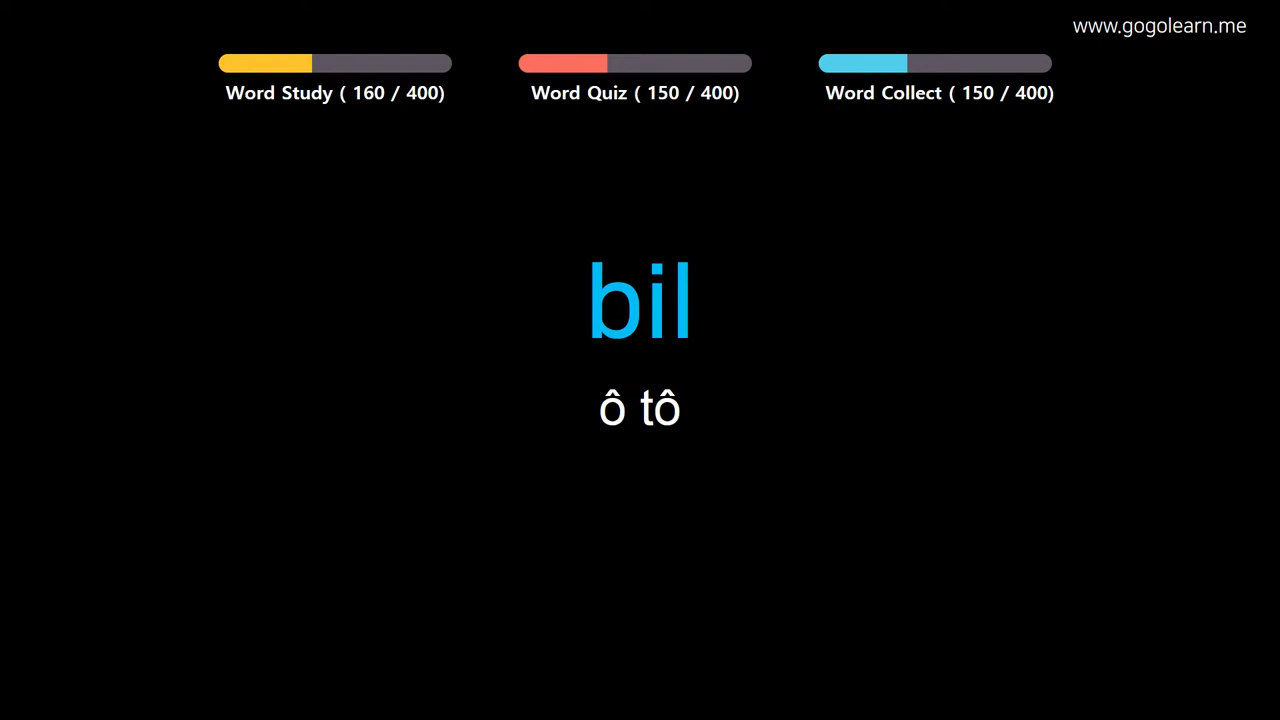 www.gogolearn.me
Word Study ( 160 / 400)
Word Quiz ( 150 / 400)
Word Collect ( 150 / 400)
bil
ô tô